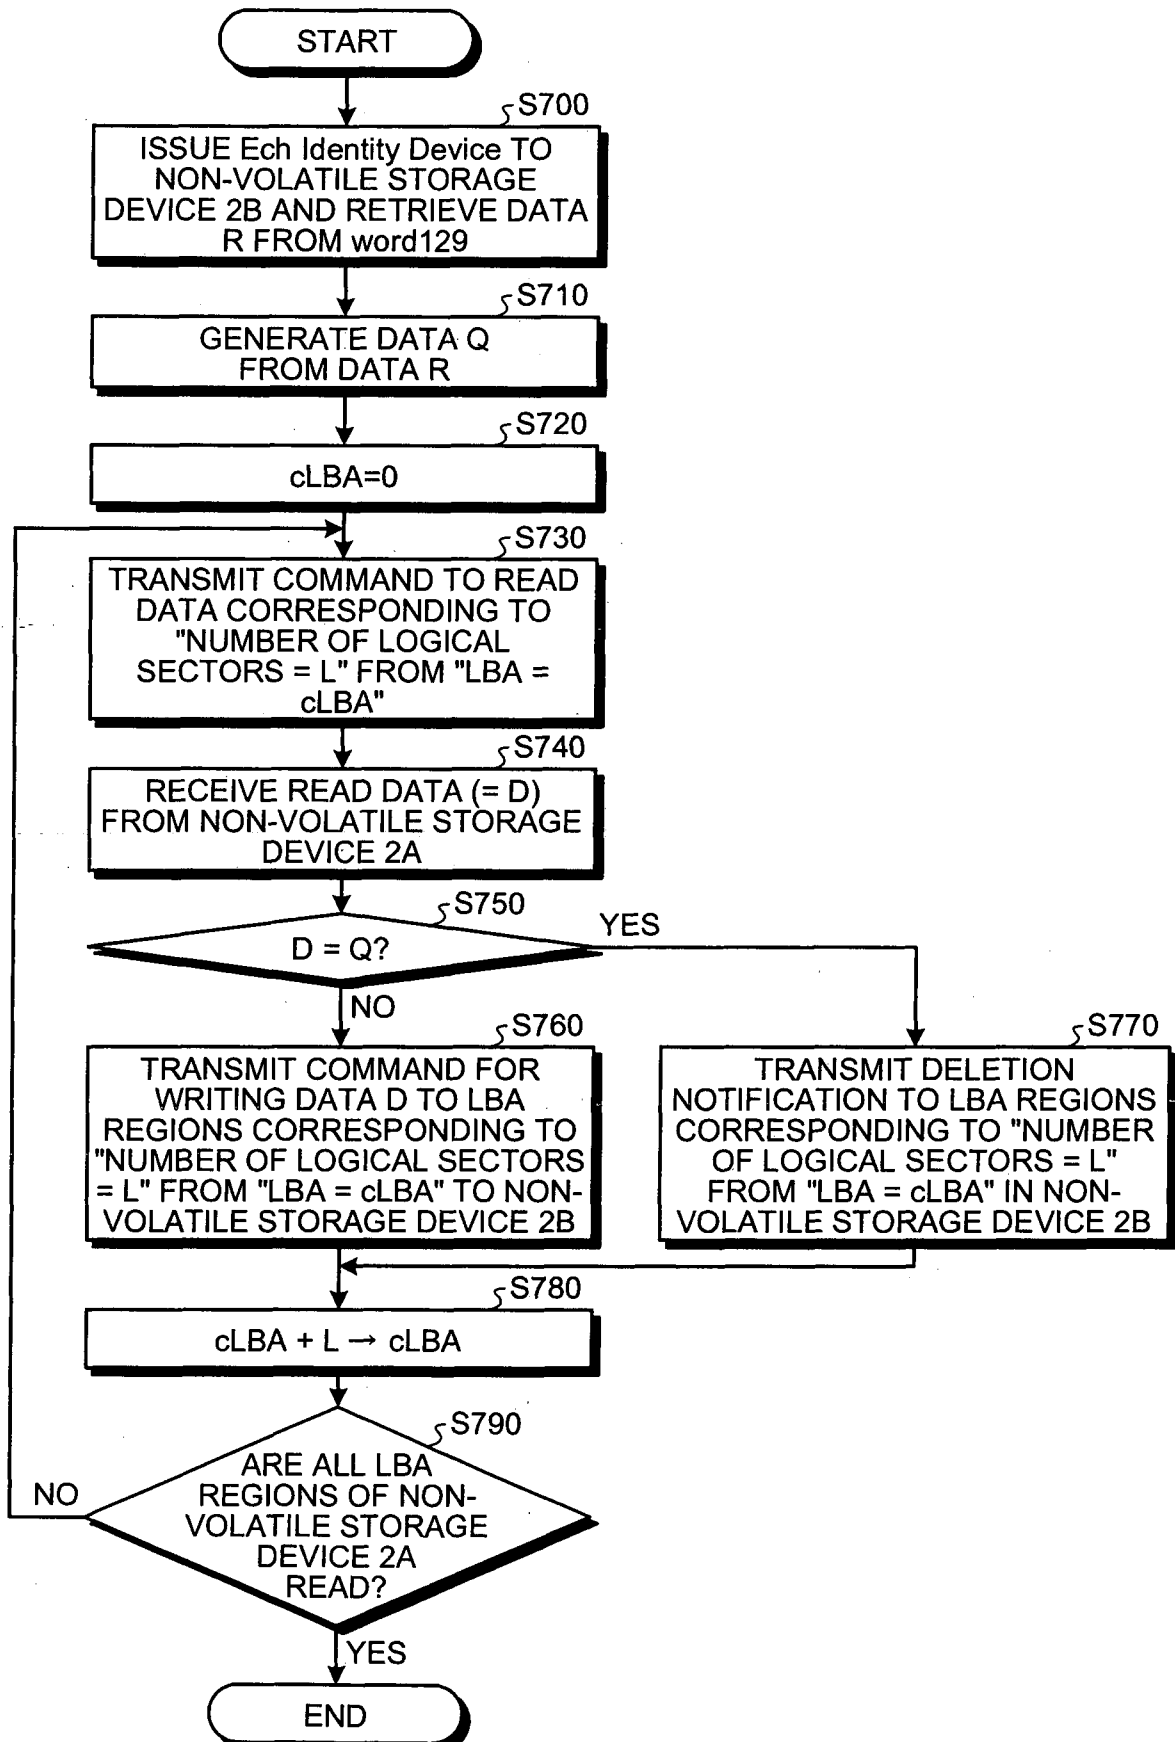 START
S700
ISSUE Ech Identity Device TO
NON-VOLATILE STORAGE
DEVICE 2B AND RETRIEVE DATA
R FROM word129
S710
GENERATE DATA Q
FROM DATA R
S720
cLBA=0
S730
TRANSMIT COMMAND TO READ
DATA CORRESPONDING TO
"NUMBER OF LOGICAL
SECTORS = L" FROM "LBA =
cLBA"
S740
RECEIVE READ DATA (= D)
FROM NON-VOLATILE STORAGE
DEVICE 2A
S750
D = Q?
YES
NO
S760
TRANSMIT COMMAND FOR
WRITING DATA D TO LBA
REGIONS CORRESPONDING TO
"NUMBER OF LOGICAL SECTORS
= L" FROM "LBA = cLBA" TO NON-
VOLATILE STORAGE DEVICE 2B
S770
TRANSMIT DELETION
NOTIFICATION TO LBA REGIONS
CORRESPONDING TO "NUMBER
OF LOGICAL SECTORS = L"
FROM "LBA = cLBA" IN NON-
VOLATILE STORAGE DEVICE 2B
S780
cLBA + L → cLBA
S790
ARE ALL LBA
REGIONS OF NON-
VOLATILE STORAGE
DEVICE 2A
READ?
NO
YES
END